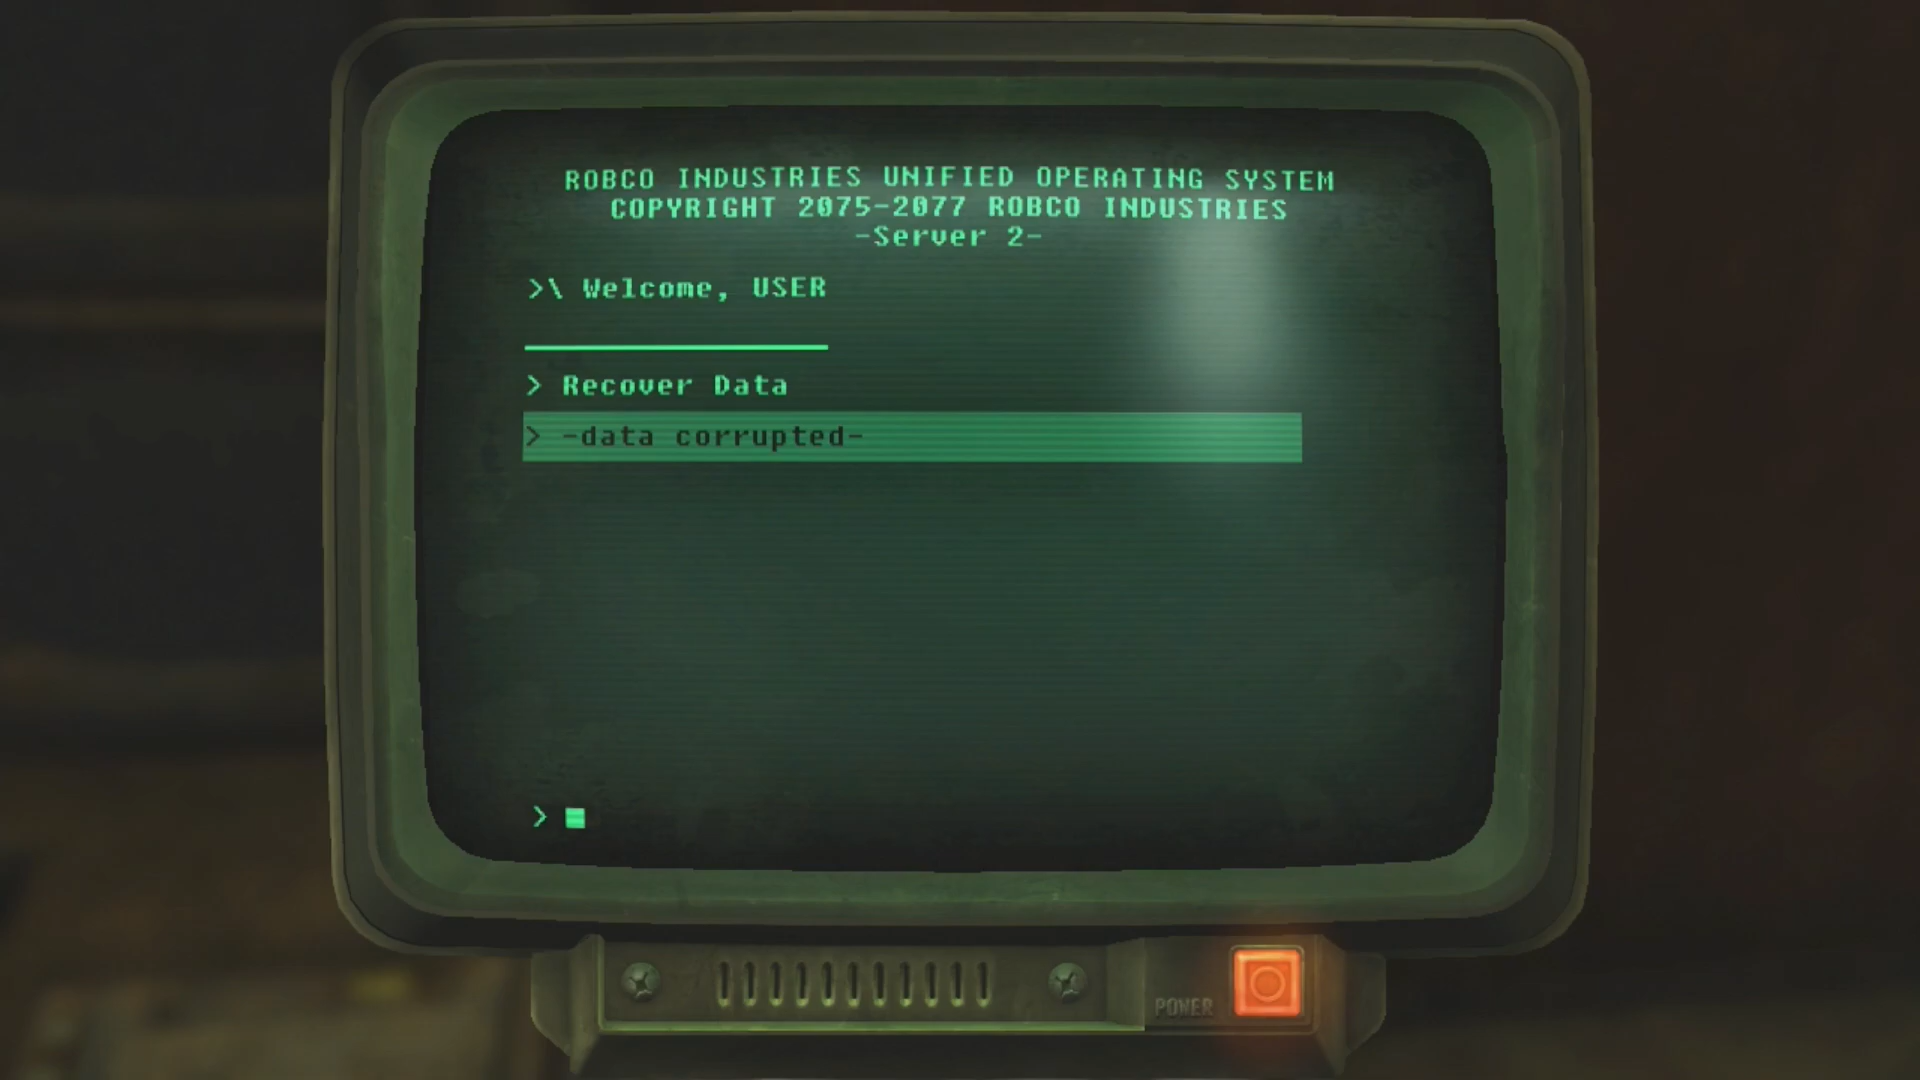 ROBCO INDUSTRIES UNIFIED OPERATING SYSTEM
COPYRIGHT 2075-2077 ROBCO INDUSTRIES
-Server 2-
>\ Welcome, USER
> Recover Data
> -data corrupted-
>
POWER